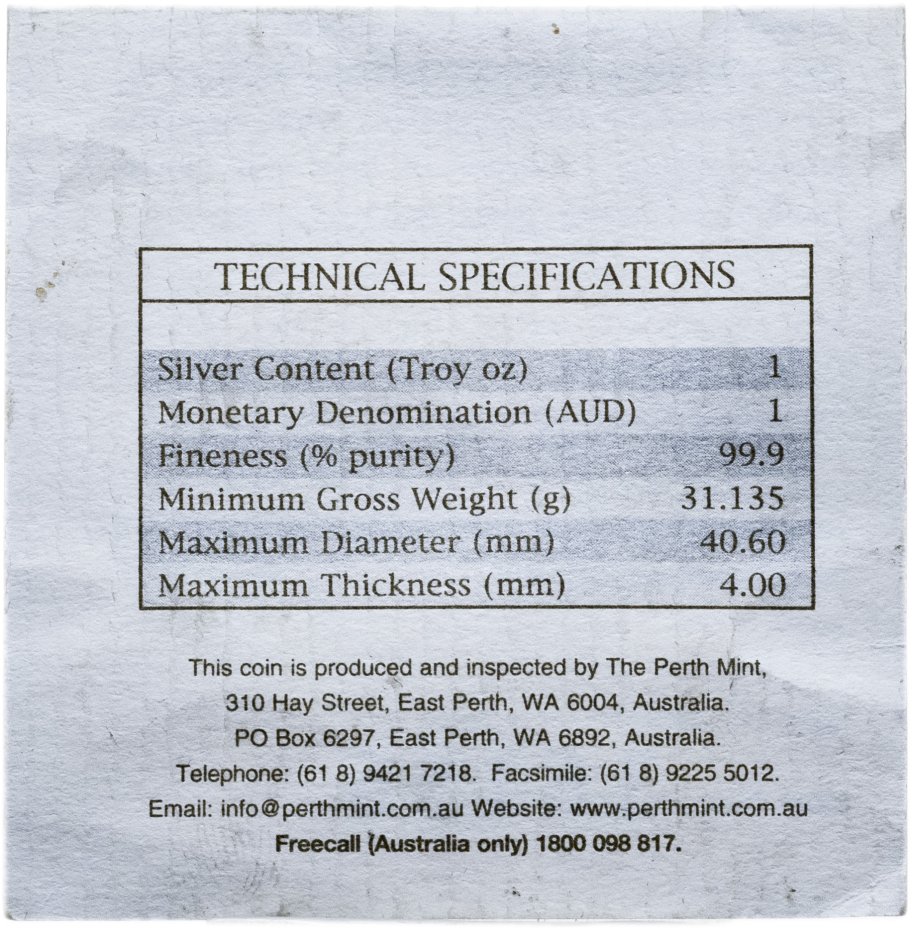 TECHNICAL SPECIFICATIONS
Silver Content (Troy oz) 1
Monetary Denomination (AUD) 1
Fineness (% purity) 99.9
Minimum Gross Weight (g) 31.135
Maximum Diameter (mm) 40.60
Maximum Thickness (mm) 4.00
This coin is produced and inspected by The Perth Mint,
310 Hay Street, East Perth, WA 6004, Australia.
PO Box 6297, East Perth, WA 6892, Australia.
Telephone: (61 8) 9421 7218. Facsimile: (61 8) 9225 5012.
Email: info@perthmint.com.au Website: www.perthmint.com.au
Freecall (Australia only) 1800 098 817.